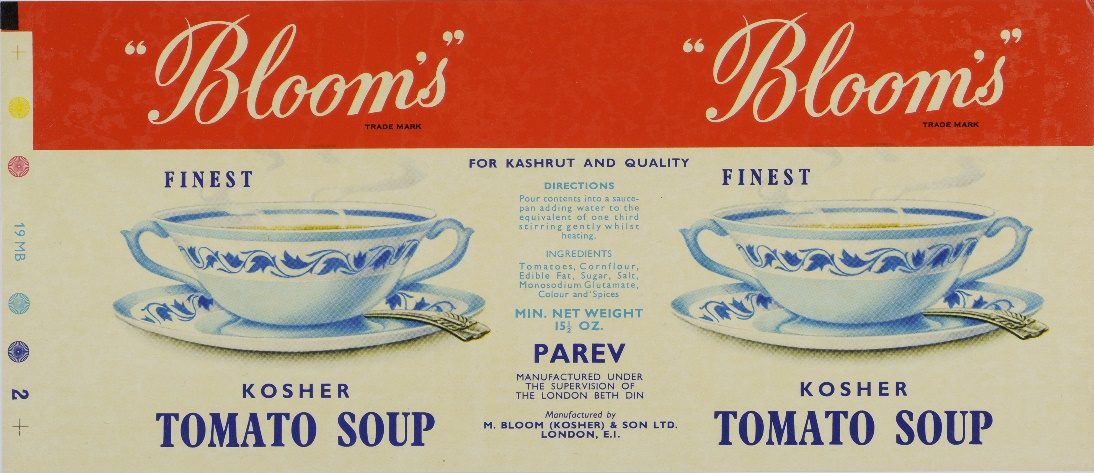 "Bloom's"
TRADE MARK
FINEST
KOSHER
TOMATO SOUP
FOR KASHRUT AND QUALITY
DIRECTIONS
Pour contents into a sauce-
pan adding water to the
equivalent of one third
stirring gently whilst
heating.
INGREDIENTS
Tomatoes, Cornflour,
Edible Fat, Sugar, Salt,
Monosodium Glutamate,
Colour and Spices
MIN. NET WEIGHT
15½ OZ.
PAREV
MANUFACTURED UNDER
THE SUPERVISION OF
THE LONDON BETH DIN
Manufactured by
M. BLOOM (KOSHER) & SON LTD.
LONDON, E.I.
"Bloom's"
TRADE MARK
FINEST
KOSHER
TOMATO SOUP
19 MB
2